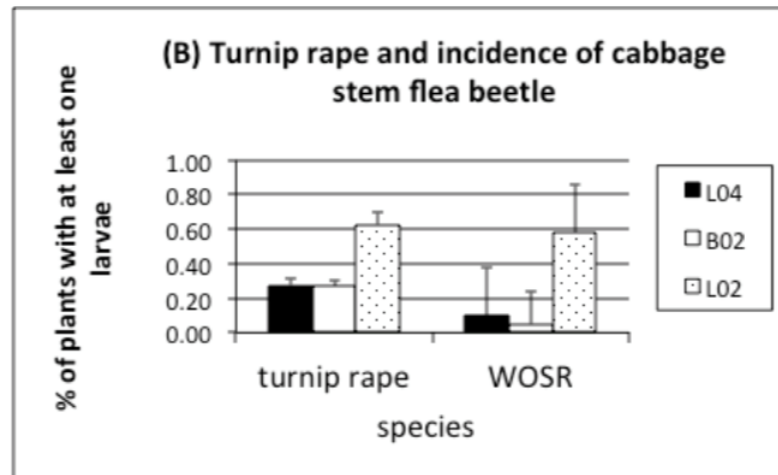 (B) Turnip rape and incidence of cabbage
stem flea beetle
% of plants with at least one
larvae
1.00
0.80
0.60
0.40
0.20
0.00
turnip rape
WOSR
species
L04
B02
L02